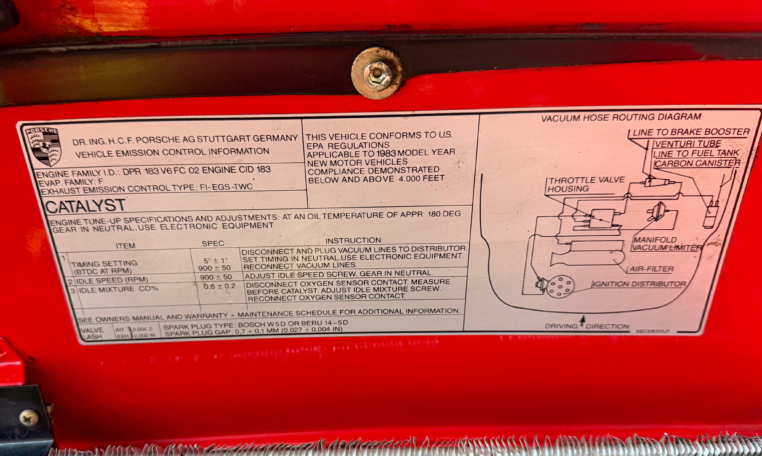 PORSCHE
DR. ING. H.C.F. PORSCHE AG STUTTGART GERMANY
VEHICLE EMISSION CONTROL INFORMATION
ENGINE FAMILY I.D.: DPR 183 V6 FC 02 ENGINE CID 183
EVAP. FAMILY: F
EXHAUST EMISSION CONTROL TYPE: FI-EGS-TWC
THIS VEHICLE CONFORMS TO U.S.
EPA REGULATIONS
APPLICABLE TO 1983 MODEL YEAR
NEW MOTOR VEHICLES
COMPLIANCE DEMONSTRATED
BELOW AND ABOVE 4.000 FEET
CATALYST
ENGINE TUNE-UP SPECIFICATIONS AND ADJUSTMENTS: AT AN OIL TEMPERATURE OF APPR. 180 DEG
GEAR IN NEUTRAL. USE ELECTRONIC EQUIPMENT
ITEM SPEC INSTRUCTION
1 TIMING SETTING (BTDC AT RPM) 5° ± 1° 900 ± 50
DISCONNECT AND PLUG VACUUM LINES TO DISTRIBUTOR.
SET TIMING IN NEUTRAL. USE ELECTRONIC EQUIPMENT.
RECONNECT VACUUM LINES.
2 IDLE SPEED (RPM) 900 ± 50 ADJUST IDLE SPEED SCREW. GEAR IN NEUTRAL.
3 IDLE MIXTURE CO% 0,6 ± 0,2 DISCONNECT OXYGEN SENSOR CONTACT. MEASURE
BEFORE CATALYST. ADJUST IDLE MIXTURE SCREW.
RECONNECT OXYGEN SENSOR CONTACT.
SEE OWNERS MANUAL AND WARRANTY + MAINTENANCE SCHEDULE FOR ADDITIONAL INFORMATION.
VALVE LASH INT. EXH. 0.004 IN
SPARK PLUG TYPE: BOSCH W5D OR BERU 14-5D
SPARK PLUG GAP: 0,7 + 0,1 MM (0,027 + 0,004 IN)
VACUUM HOSE ROUTING DIAGRAM
LINE TO BRAKE BOOSTER
VENTURI TUBE
LINE TO FUEL TANK
CARBON CANISTER
THROTTLE VALVE
HOUSING
MANIFOLD
VACUUM LIMITER
AIR-FILTER
IGNITION DISTRIBUTOR
DRIVING DIRECTION